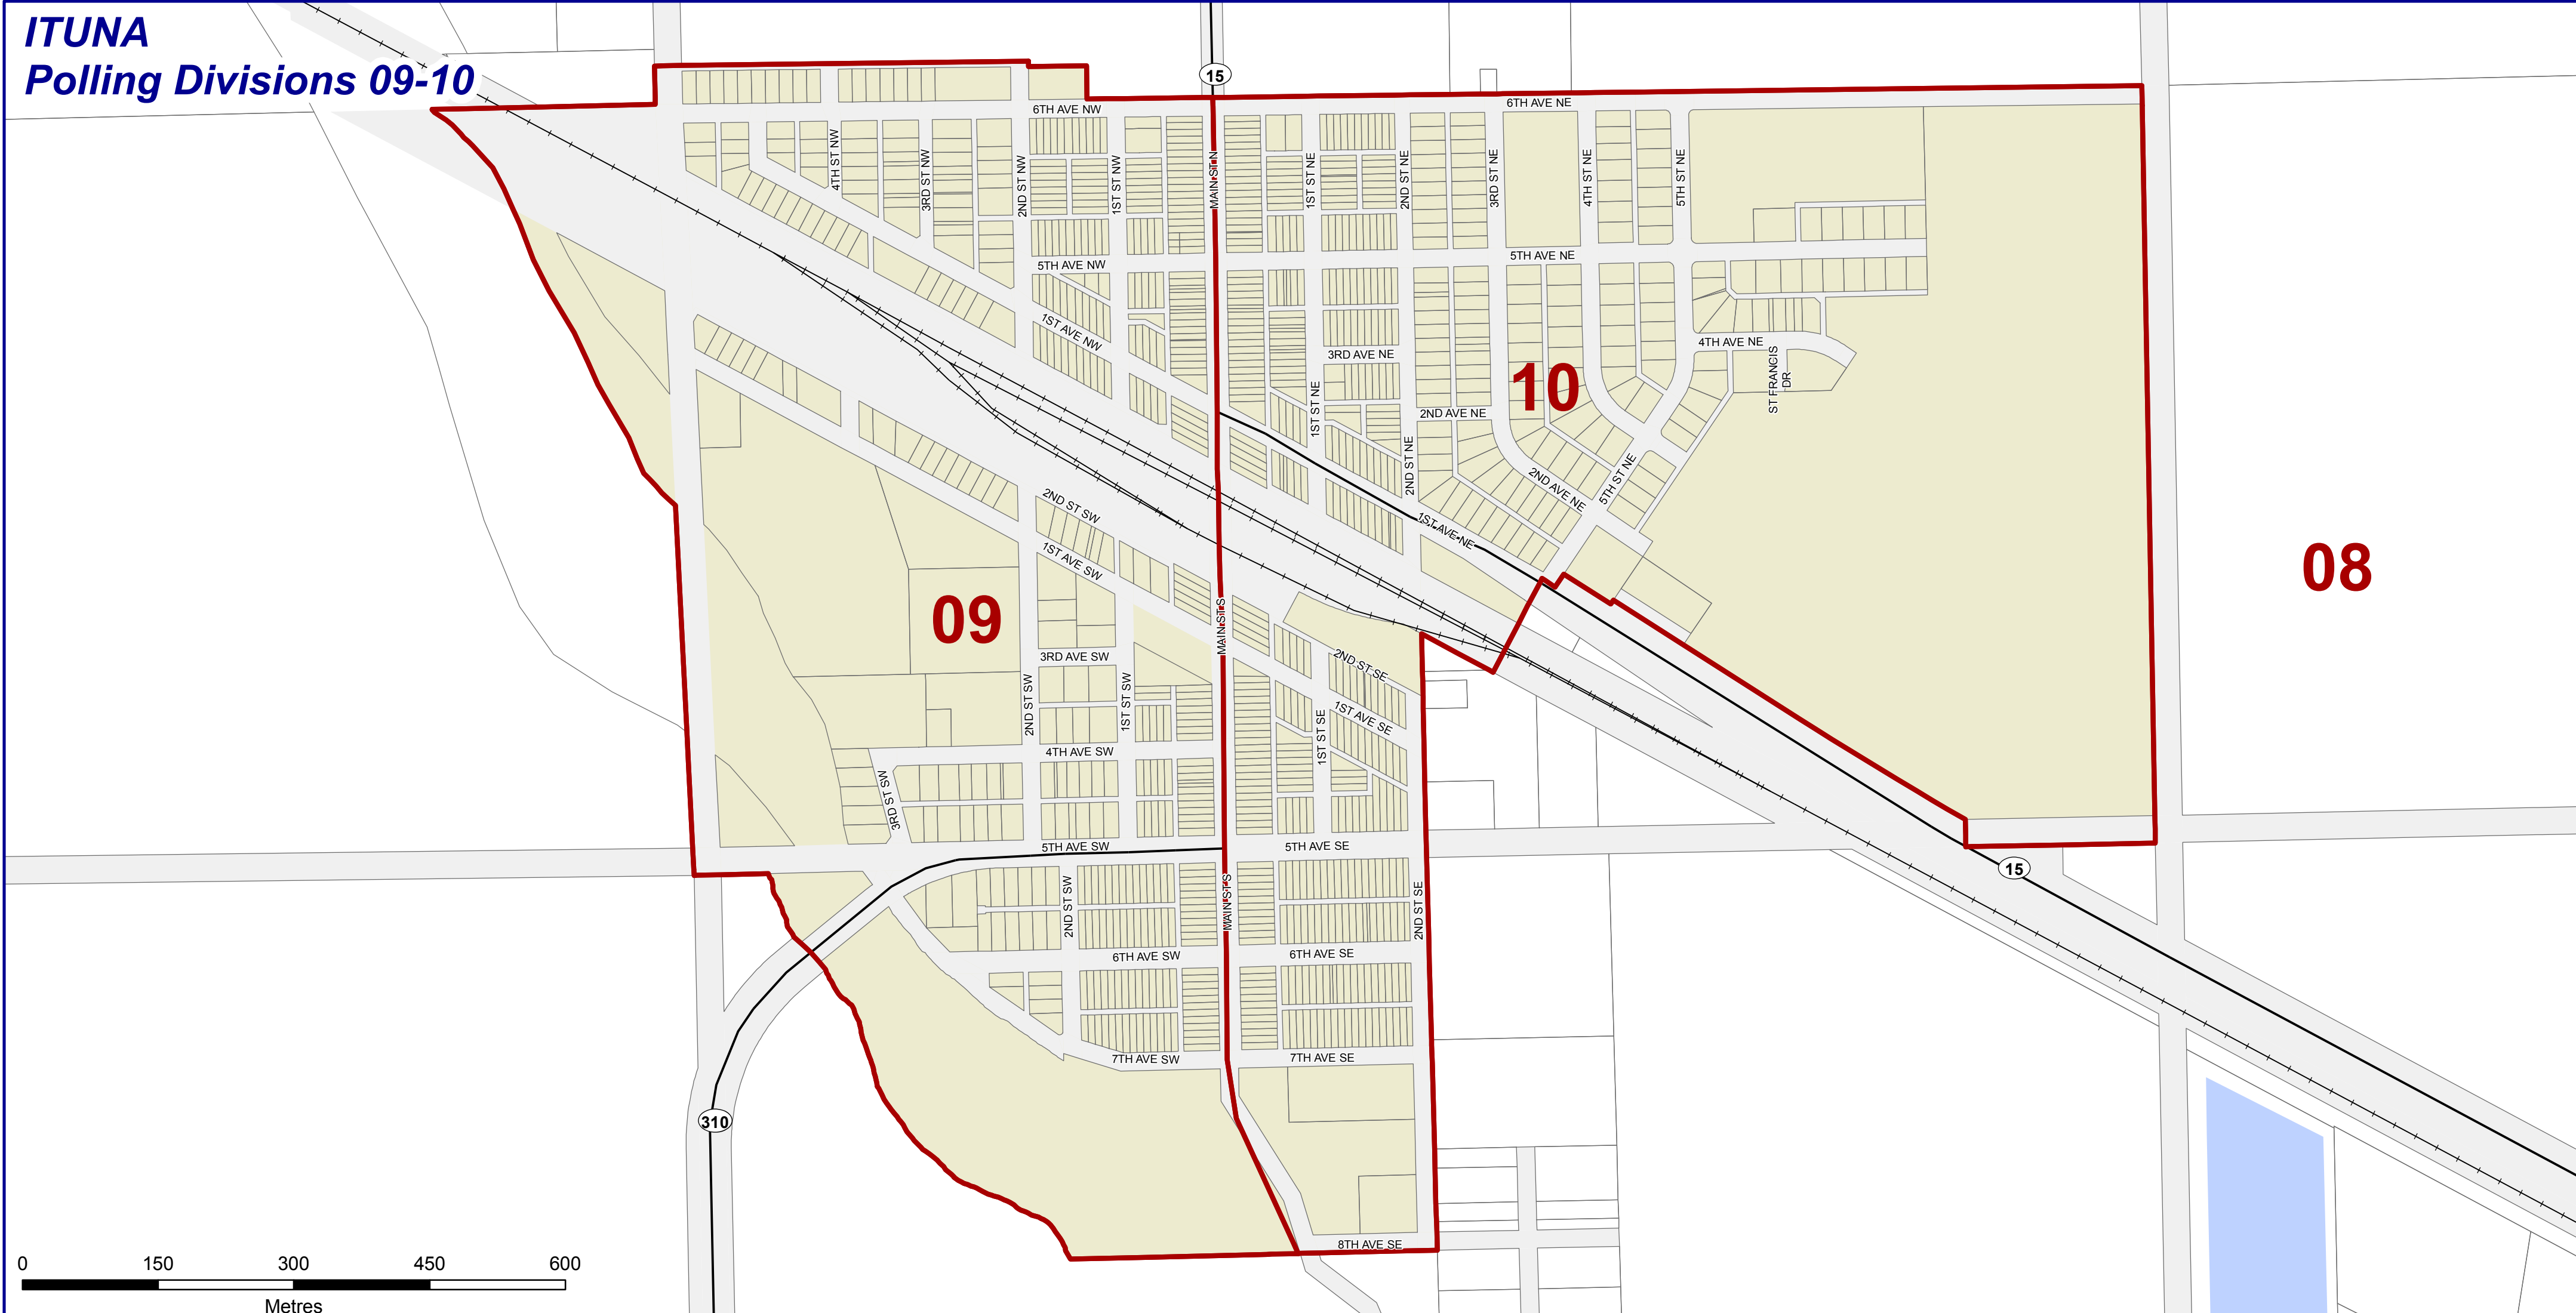 ITUNA
Polling Divisions 09-10
15
6TH AVE NW
6TH AVE NE
4TH ST NW
3RD ST NW
2ND ST NW
1ST ST NW
MAIN ST N
1ST ST NE
2ND ST NE
3RD ST NE
4TH ST NE
5TH ST NE
5TH AVE NW
5TH AVE NE
1ST AVE NW
3RD AVE NE
4TH AVE NE
ST FRANCIS
DR
10
1ST ST NE
2ND AVE NE
2ND ST NE
2ND AVE NE
5TH ST NE
1ST AVE NE
2ND ST SW
1ST AVE SW
08
09
MAIN ST S
3RD AVE SW
2ND ST SE
2ND ST SW
1ST ST SW
1ST AVE SE
1ST ST SE
4TH AVE SW
3RD ST SW
5TH AVE SW
5TH AVE SE
15
2ND ST SW
MAIN ST S
2ND ST SE
6TH AVE SW
6TH AVE SE
7TH AVE SW
7TH AVE SE
310
8TH AVE SE
0 150 300 450 600
Metres